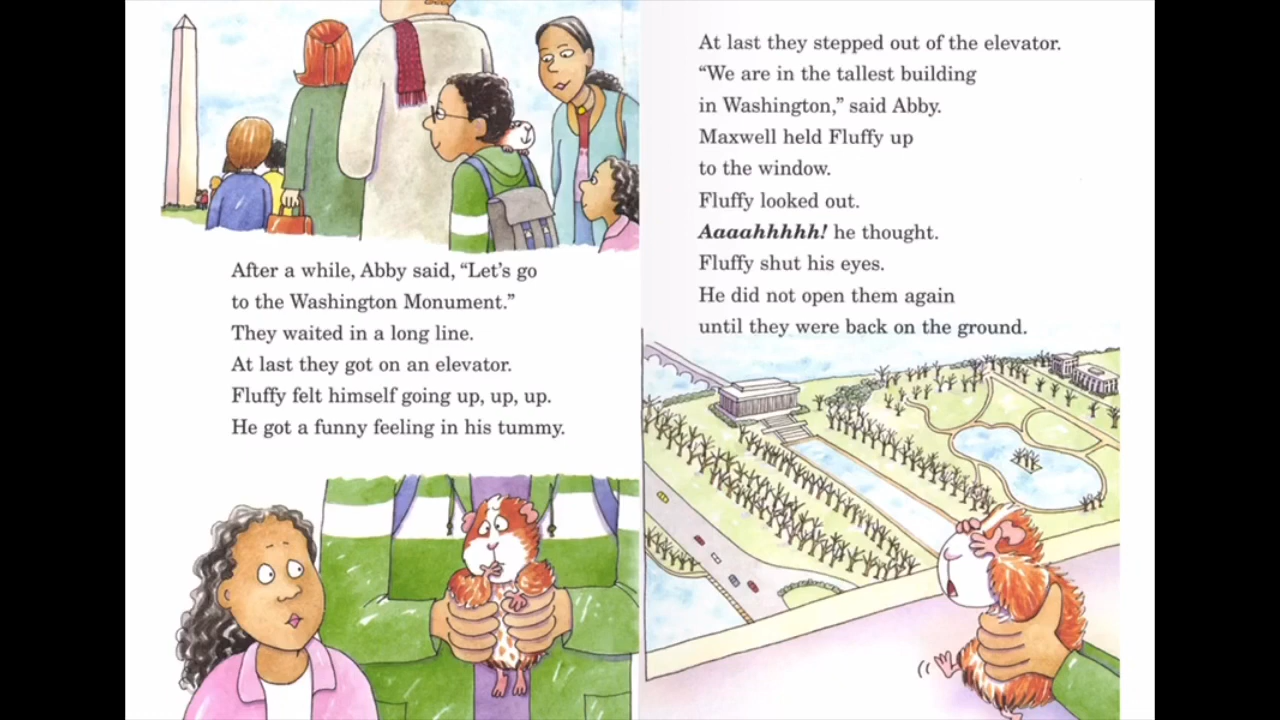 After a while, Abby said, “Let’s go
to the Washington Monument.”
They waited in a long line.
At last they got on an elevator.
Fluffy felt himself going up, up, up.
He got a funny feeling in his tummy.
At last they stepped out of the elevator.
“We are in the tallest building
in Washington,” said Abby.
Maxwell held Fluffy up
to the window.
Fluffy looked out.
Aaaahhhhh! he thought.
Fluffy shut his eyes.
He did not open them again
until they were back on the ground.